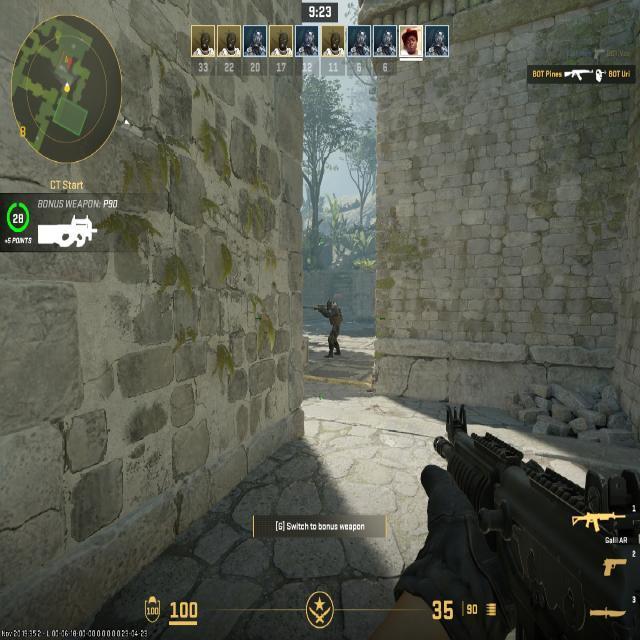 9:23
33 22 20 17 12 11 6 6
BOT Pines BOT Uri
B
CT Start
28
BONUS WEAPON: P90
+5 POINTS
[G] Switch to bonus weapon
1
Galil AR
2
3
100 100
35 | 90